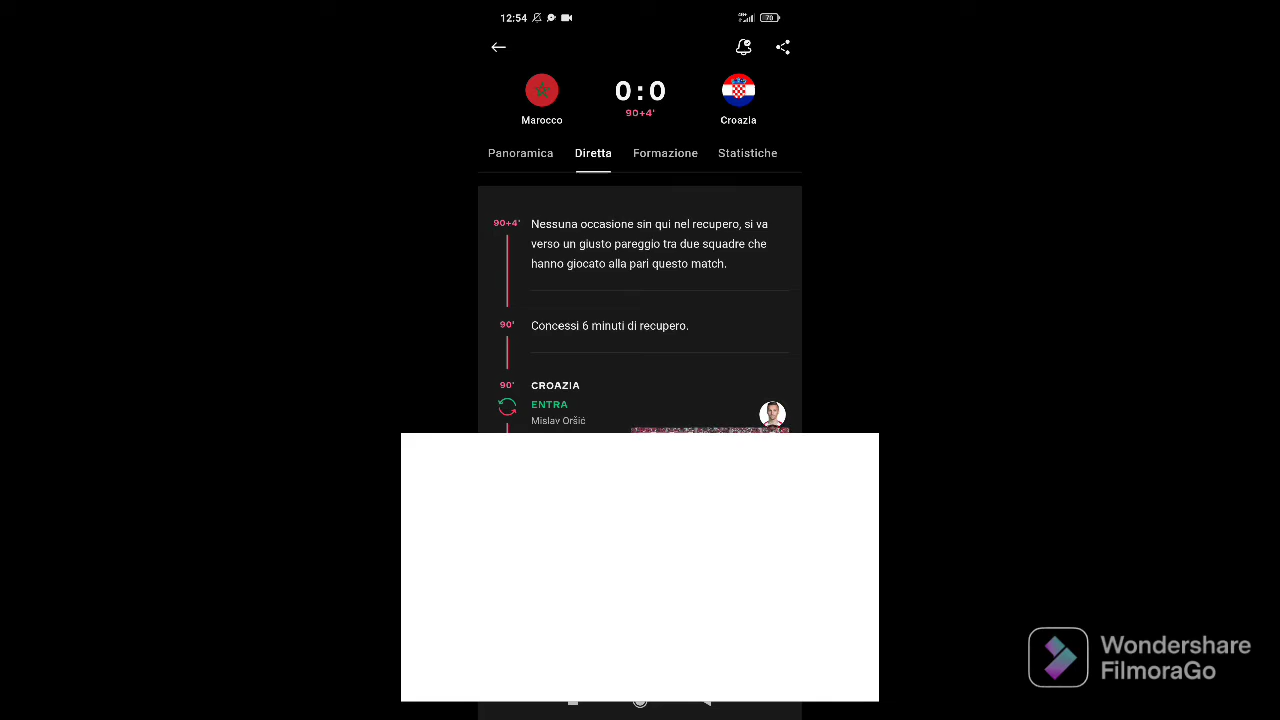 12:54
70
0:0
90+4'
Marocco
Croazia
Panoramica Diretta Formazione Statistiche
90+4' Nessuna occasione sin qui nel recupero, si va
verso un giusto pareggio tra due squadre che
hanno giocato alla pari questo match.
90' Concessi 6 minuti di recupero.
90' CROAZIA
ENTRA
Mislav Oršić
Wondershare
FilmoraGo